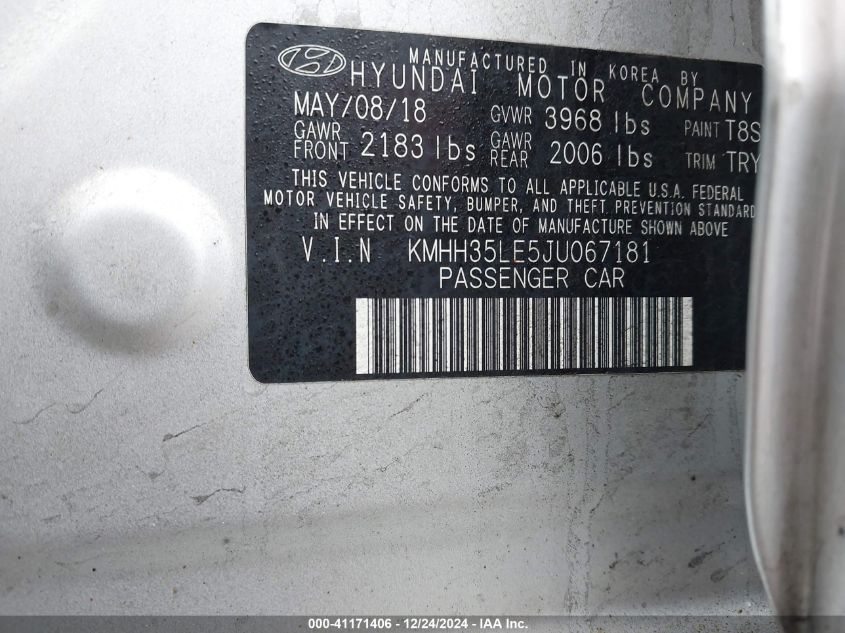 MANUFACTURED IN KOREA BY
HYUNDAI MOTOR COMPANY
MAY/08/18 GVWR 3968 lbs PAINT T8S
GAWR FRONT 2183 lbs GAWR REAR 2006 lbs TRIM TRY
THIS VEHICLE CONFORMS TO ALL APPLICABLE U.S.A. FEDERAL
MOTOR VEHICLE SAFETY, BUMPER, AND THEFT PREVENTION STANDARD
IN EFFECT ON THE DATE OF MANUFACTURE SHOWN ABOVE.
V.I.N KMHH35LE5JU067181
PASSENGER CAR
000-41171406 - 12/24/2024 - IAA Inc.